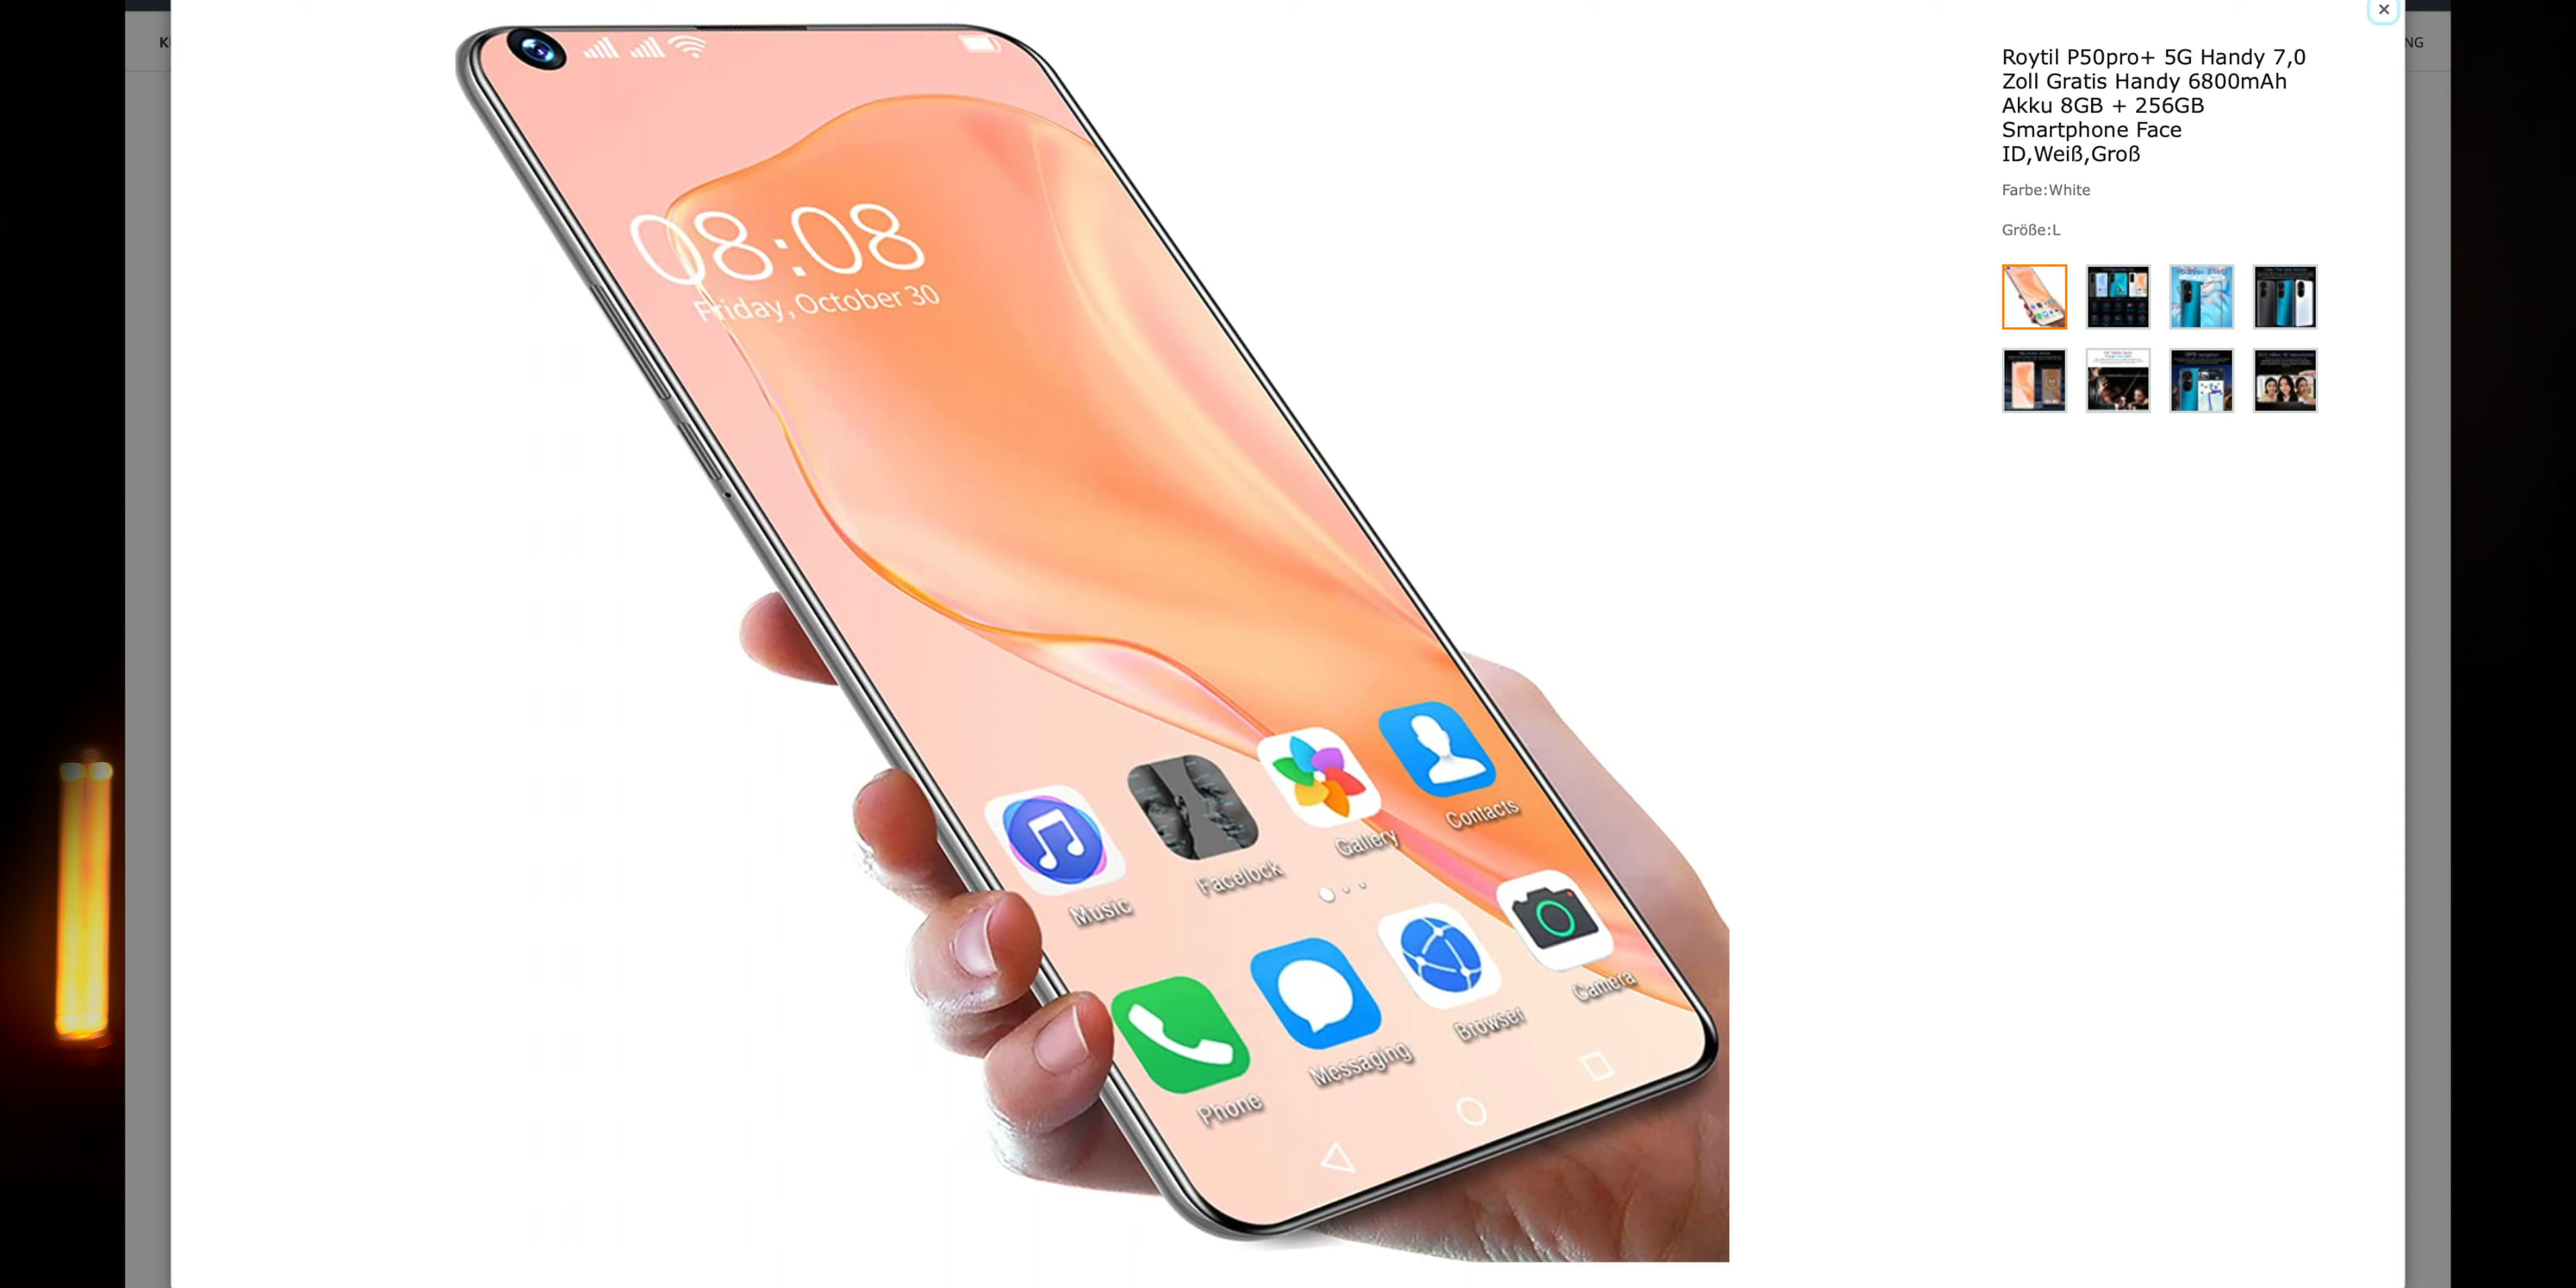 NG
Roytil P50pro+ 5G Handy 7,0
Zoll Gratis Handy 6800mAh
Akku 8GB + 256GB
Smartphone Face
ID,Weiß,Groß
Farbe:White
Größe:L
08:08
Friday, October 30
Music
Facelock
Gallery
Contacts
Phone
Messaging
Browser
Camera